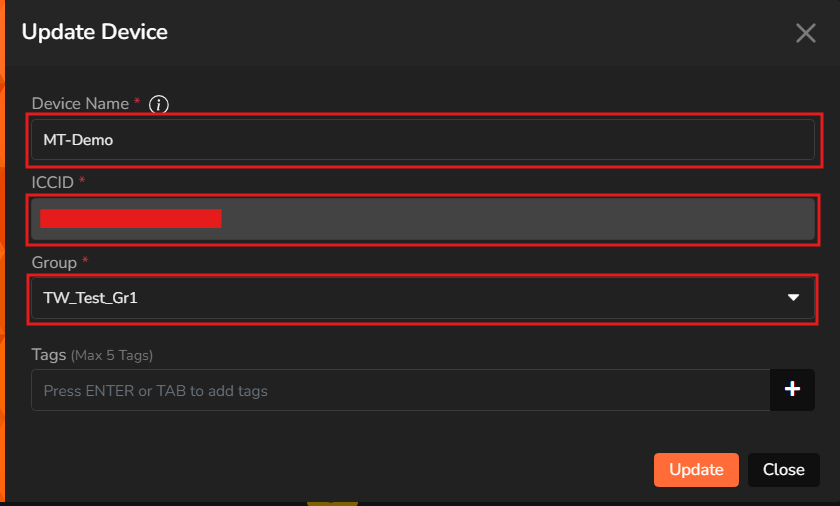 Update Device
Device Name *
MT-Demo
ICCID *
Group *
TW_Test_Gr1
Tags (Max 5 Tags)
Press ENTER or TAB to add tags
Update Close